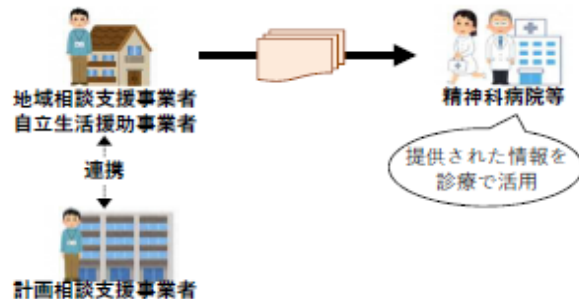 地域相談支援事業者
自立生活援助事業者
精神科病院等
連携
提供された情報を
診療で活用
計画相談支援事業者